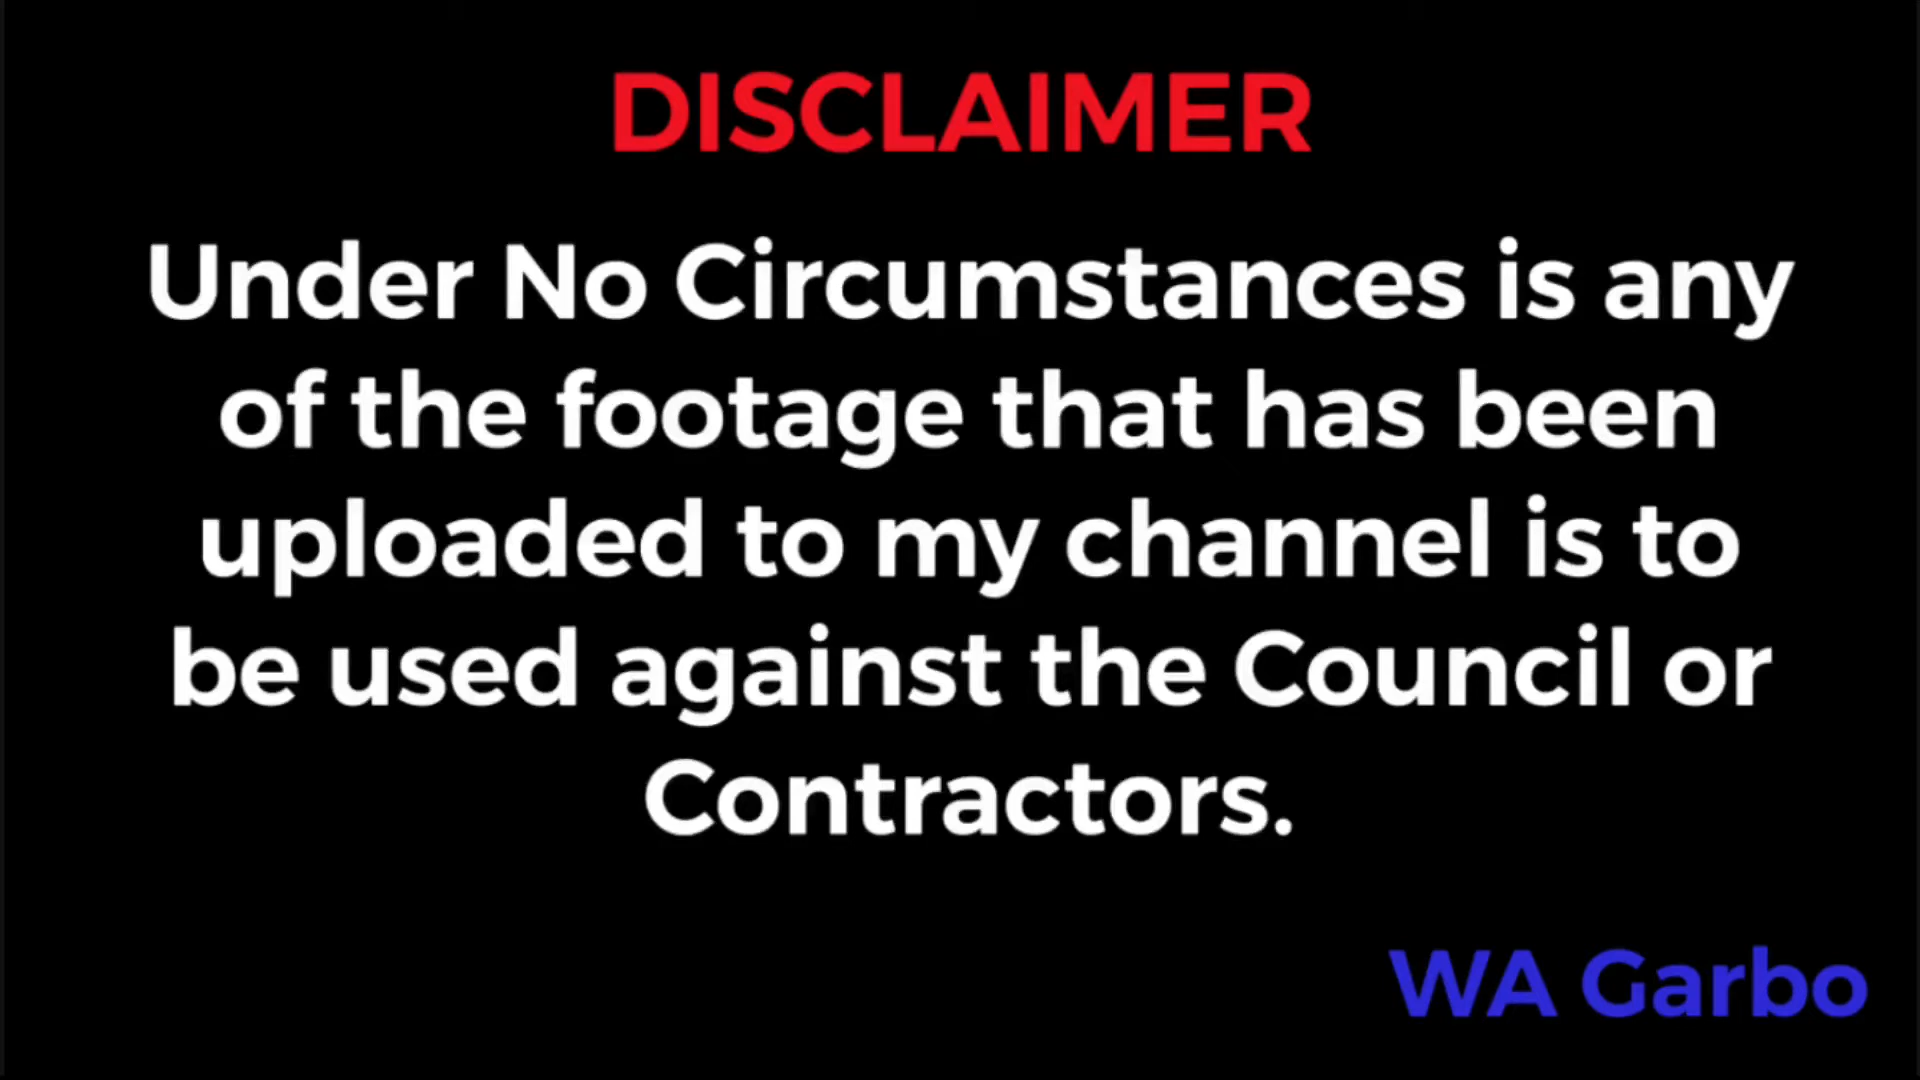 DISCLAIMER
Under No Circumstances is any
of the footage that has been
uploaded to my channel is to
be used against the Council or
Contractors.
WA Garbo